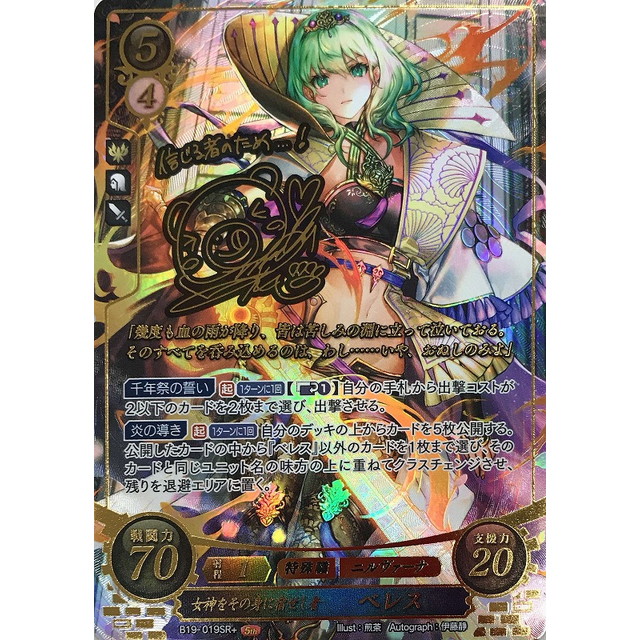 5
4
信じる者のため…！
「幾度も血の雨が降り、皆は苦しみの淵に立って泣いておる。
そのすべてを呑み込めるのは、わし……いや、おぬしのみよ」
千年祭の誓い 起 1ターンに1回 【1】自分の手札から出撃コストが
2以下のカードを2枚まで選び、出撃させる。
炎の導き 起 1ターンに1回 自分のデッキの上からカードを5枚公開する。
公開したカードの中から「ベレス」以外のカードを1枚まで選び、その
カードと同じユニット名の味方の上に重ねてクラスチェンジさせ、
残りを退避エリアに置く。
戦闘力
70
射程
1
特殊職
ニルヴァーナ
支援力
20
女神をその身に宿せし者 ベレス
B19-019SR+ 5th Illust：煎茶 Autograph：伊藤静